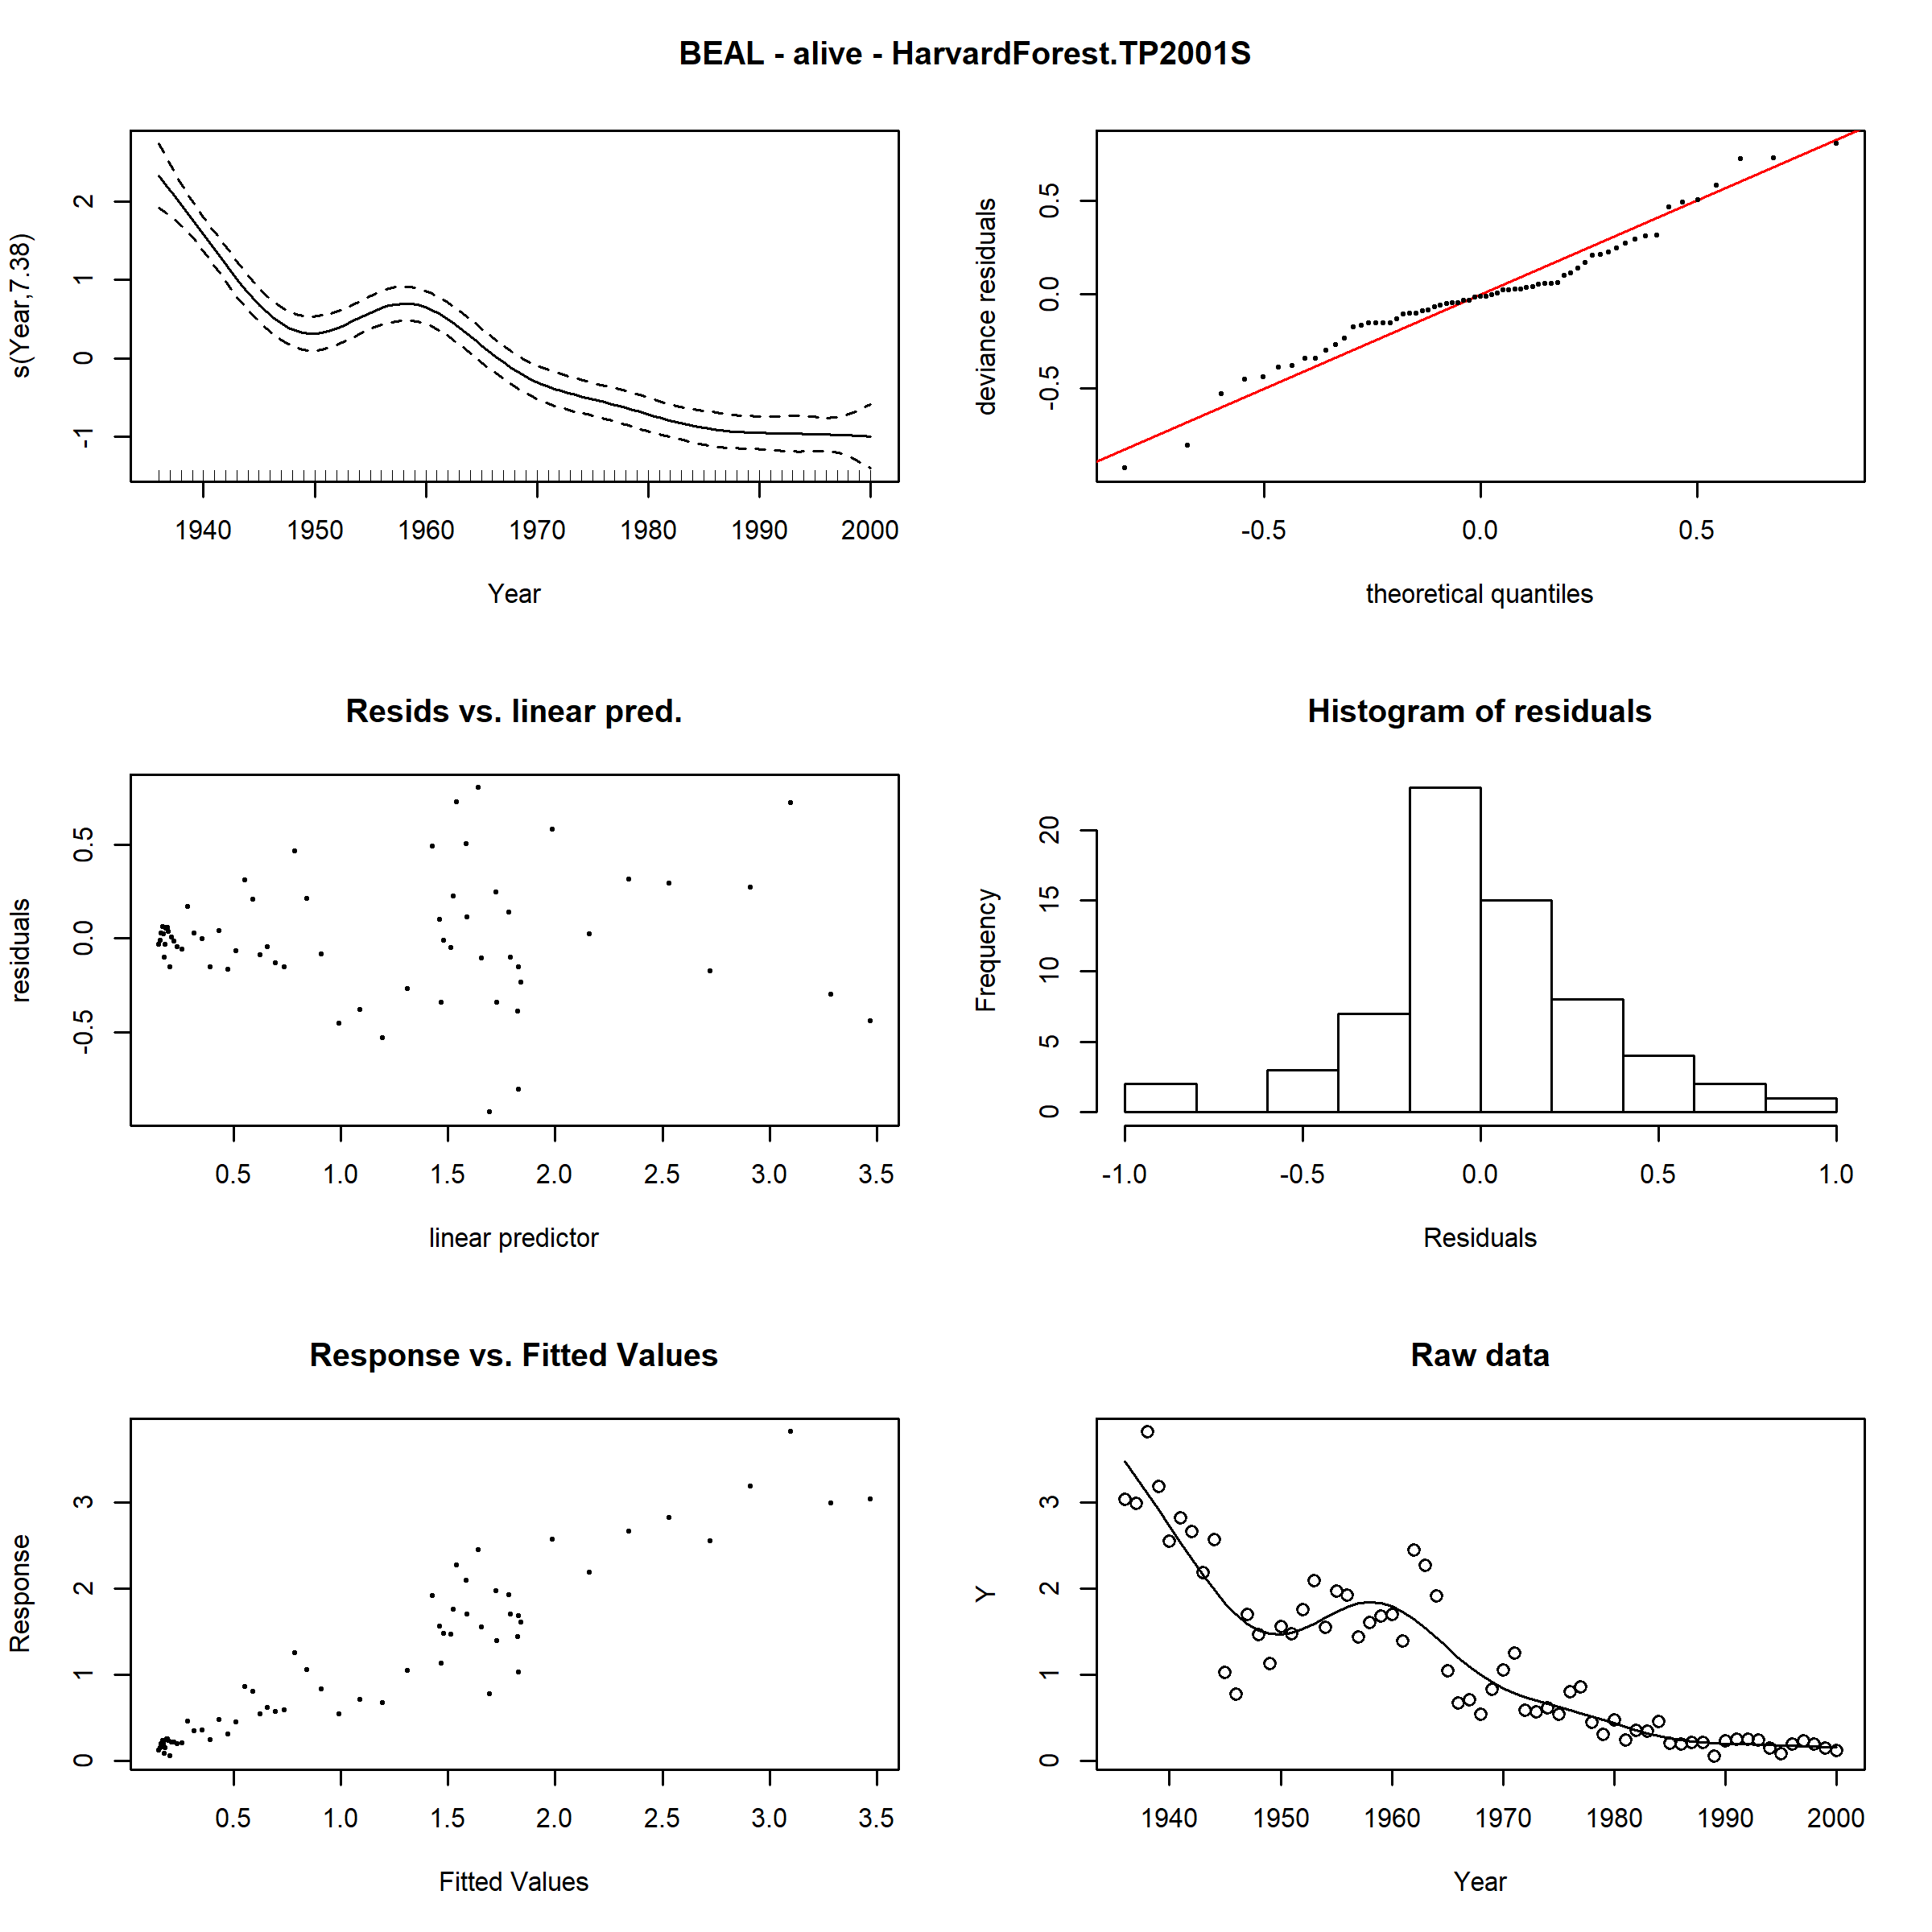 BEAL - alive - HarvardForest.TP2001S
s(Year,7.38)
2
1
0
-1
1940 1950 1960 1970 1980 1990 2000
Year
deviance residuals
0.5
0.0
-0.5
-0.5 0.0 0.5
theoretical quantiles
Resids vs. linear pred.
residuals
0.5
0.0
-0.5
0.5 1.0 1.5 2.0 2.5 3.0 3.5
linear predictor
Histogram of residuals
Frequency
20
15
10
5
0
-1.0 -0.5 0.0 0.5 1.0
Residuals
Response vs. Fitted Values
Response
3
2
1
0
0.5 1.0 1.5 2.0 2.5 3.0 3.5
Fitted Values
Raw data
Y
3
2
1
0
1940 1950 1960 1970 1980 1990 2000
Year